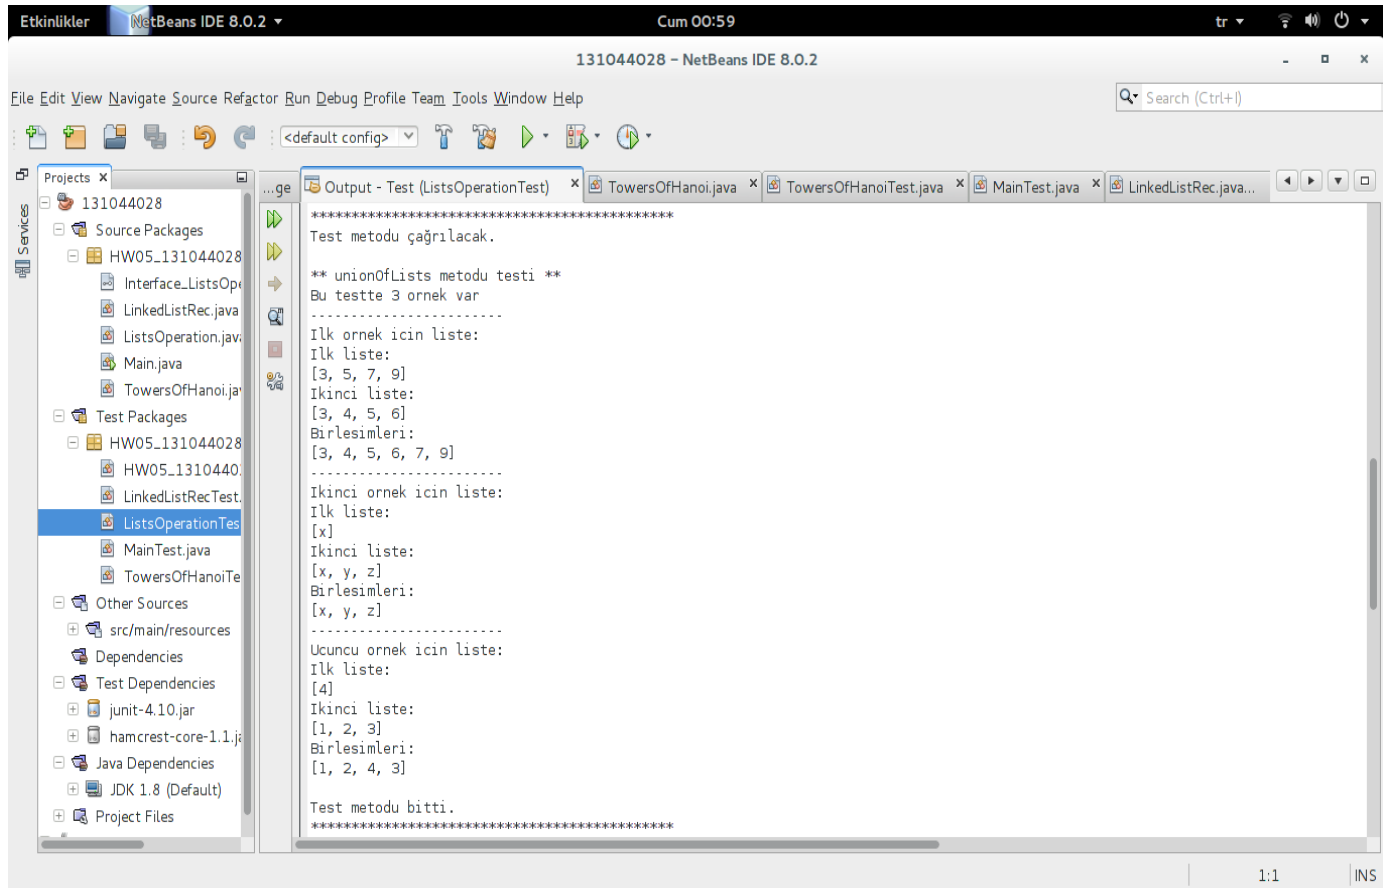 Etkinlikler NetBeans IDE 8.0.2 Cum 00:59 tr
131044028 - NetBeans IDE 8.0.2
File Edit View Navigate Source Refactor Run Debug Profile Team Tools Window Help
Search (Ctrl+I)
<default config>
Services
Projects
131044028
Source Packages
HW05_131044028
Interface_ListsOpe
LinkedListRec.java
ListsOperation.java
Main.java
TowersOfHanoi.jav
Test Packages
HW05_131044028
HW05_13104402
LinkedListRecTest.
ListsOperationTes
MainTest.java
TowersOfHanoiTe
Other Sources
src/main/resources
Dependencies
Test Dependencies
junit-4.10.jar
hamcrest-core-1.1.ja
Java Dependencies
JDK 1.8 (Default)
Project Files
...ge Output - Test (ListsOperationTest) TowersOfHanoi.java TowersOfHanoiTest.java MainTest.java LinkedListRec.java...
*********************************************
Test metodu çağrılacak.
** unionOfLists metodu testi **
Bu testte 3 ornek var
------------------------
Ilk ornek icin liste:
Ilk liste:
[3, 5, 7, 9]
Ikinci liste:
[3, 4, 5, 6]
Birlesimleri:
[3, 4, 5, 6, 7, 9]
------------------------
Ikinci ornek icin liste:
Ilk liste:
[x]
Ikinci liste:
[x, y, z]
Birlesimleri:
[x, y, z]
------------------------
Ucuncu ornek icin liste:
Ilk liste:
[4]
Ikinci liste:
[1, 2, 3]
Birlesimleri:
[1, 2, 4, 3]
Test metodu bitti.
*********************************************
1:1 INS